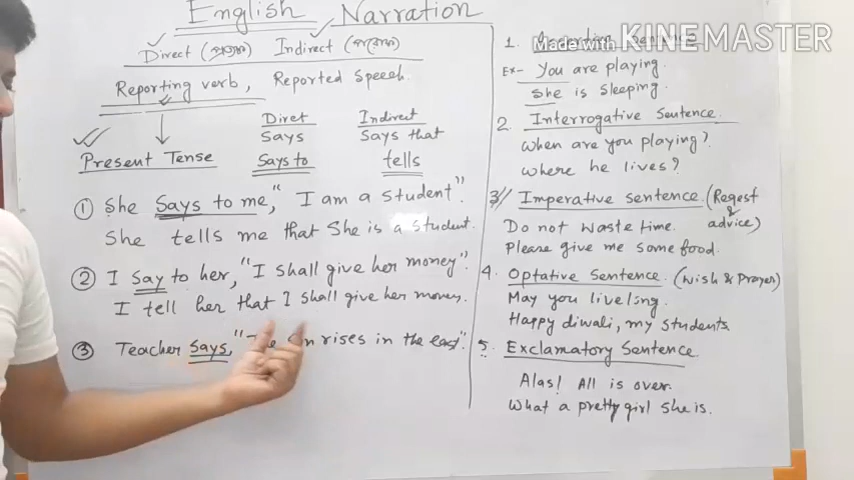 English Narration
Direct (প্রত্যক্ষ) Indirect (পরোক্ষ)
Reporting verb, Reported Speech
Diret Indirect
Says Says that
Present Tense Says to tells
① She Says to me, "I am a student".
She tells me that She is a student.
② I say to her, "I shall give her money".
I tell her that I shall give her money.
③ Teacher Says, "The rises in the east".
1. Sentence
Made with KINEMASTER
Ex- You are playing.
She is sleeping.
2. Interrogative Sentence.
When are you playing?
Where he lives?
3// Imperative sentence. (Reqest
& advice)
Do not waste time.
Please give me some food.
4. Optative Sentence. (Wish & Prayer)
May you live long.
Happy diwali, my students.
5. Exclamatory Sentence.
Alas! All is over.
What a pretty girl she is.